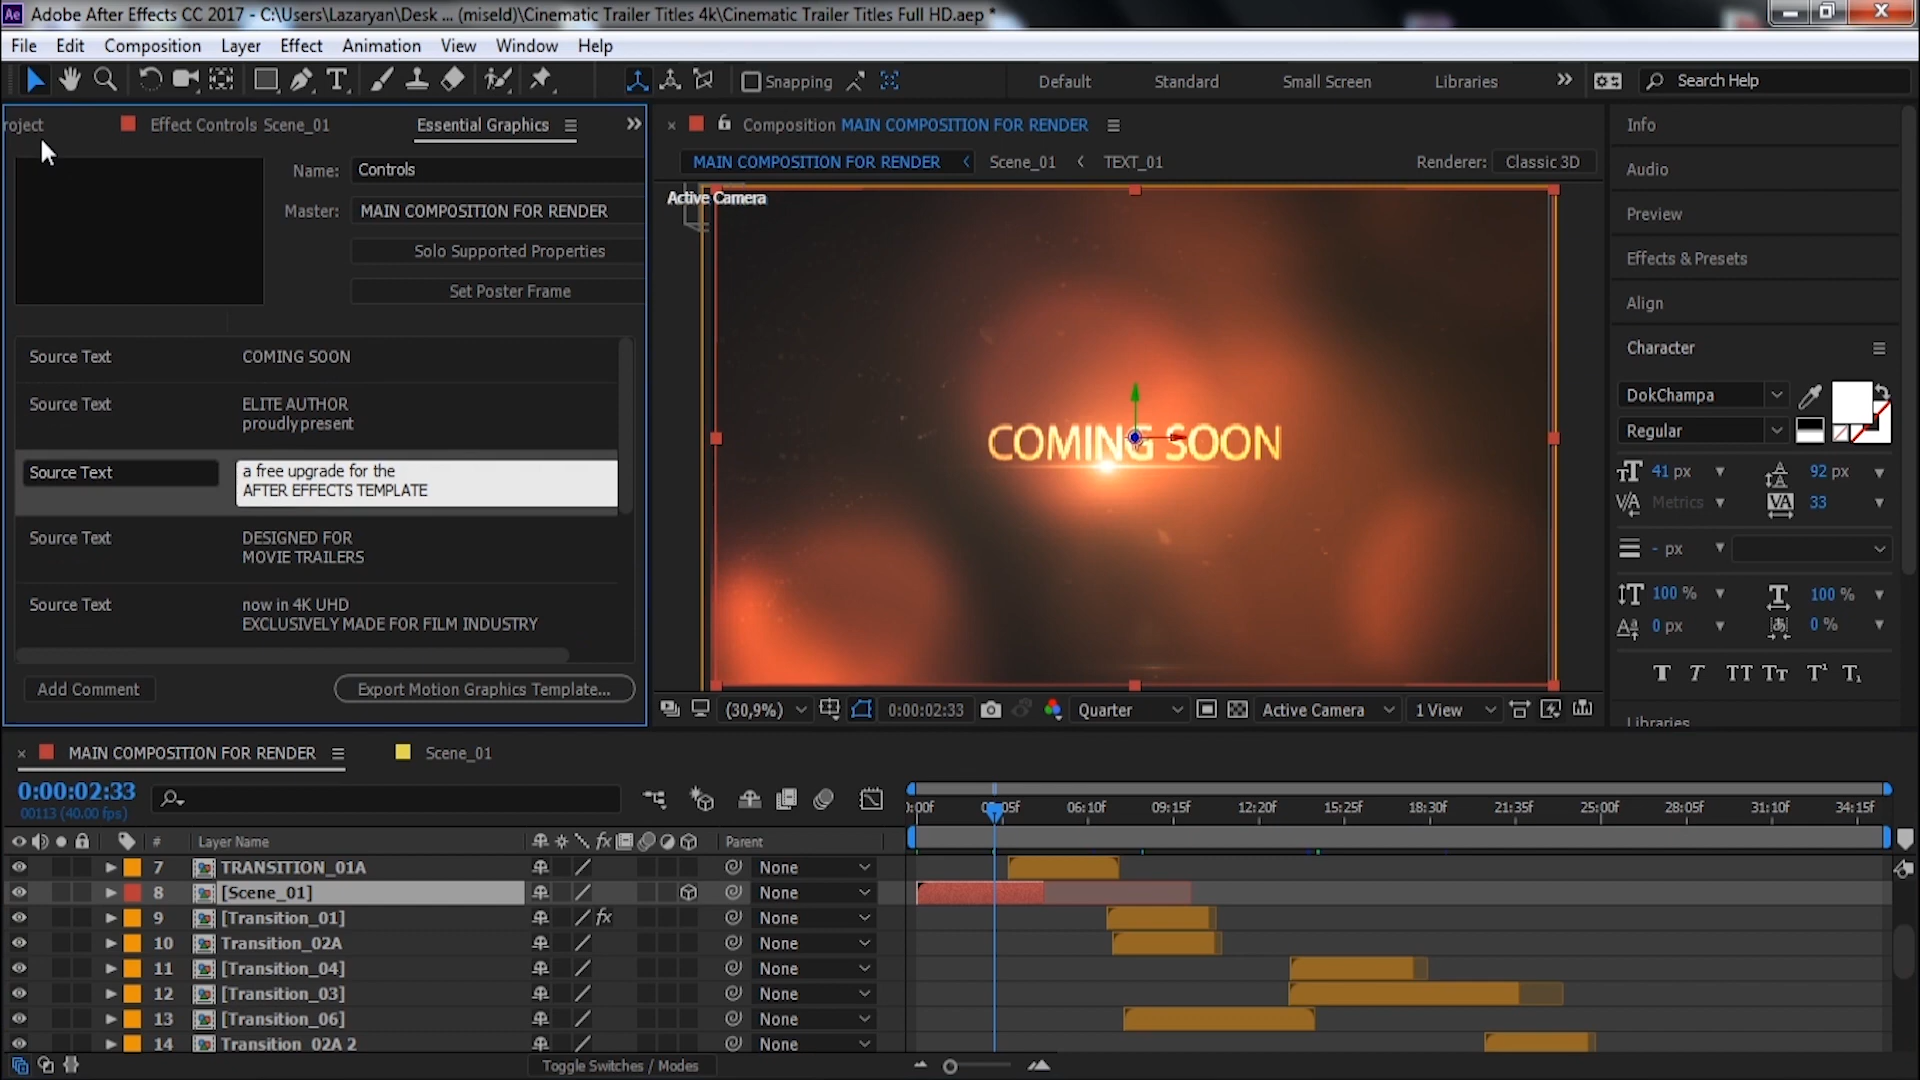 Adobe After Effects CC 2017 - C:\Users\Lazaryan\Desk ... (miseld)\Cinematic Trailer Titles 4k\Cinematic Trailer Titles Full HD.aep *
File Edit Composition Layer Effect Animation View Window Help
Snapping Default Standard Small Screen Libraries Search Help
roject Effect Controls Scene_01 Essential Graphics
Name: Controls
Master: MAIN COMPOSITION FOR RENDER
Solo Supported Properties
Set Poster Frame
Source Text COMING SOON
Source Text ELITE AUTHOR
proudly present
Source Text a free upgrade for the
AFTER EFFECTS TEMPLATE
Source Text DESIGNED FOR
MOVIE TRAILERS
Source Text now in 4K UHD
EXCLUSIVELY MADE FOR FILM INDUSTRY
Add Comment Export Motion Graphics Template...
Composition MAIN COMPOSITION FOR RENDER
MAIN COMPOSITION FOR RENDER Scene_01 TEXT_01 Renderer: Classic 3D
Active Camera
COMING SOON
(30,9%) 0:00:02:33 Quarter Active Camera 1 View
Info
Audio
Preview
Effects & Presets
Align
Character
DokChampa
Regular
41 px 92 px
Metrics 33
- px
100 % 100 %
0 px 0 %
Libraries
MAIN COMPOSITION FOR RENDER Scene_01
0:00:02:33
00113 (40.00 fps)
06:10f 09:15f 12:20f 15:25f 18:30f 21:35f 25:00f 28:05f 31:10f 34:15f
# Layer Name Parent
7 TRANSITION_01A None
8 [Scene_01] None
9 [Transition_01] None
10 Transition_02A None
11 [Transition_04] None
12 [Transition_03] None
13 [Transition_06] None
14 Transition_02A 2 None
Toggle Switches / Modes